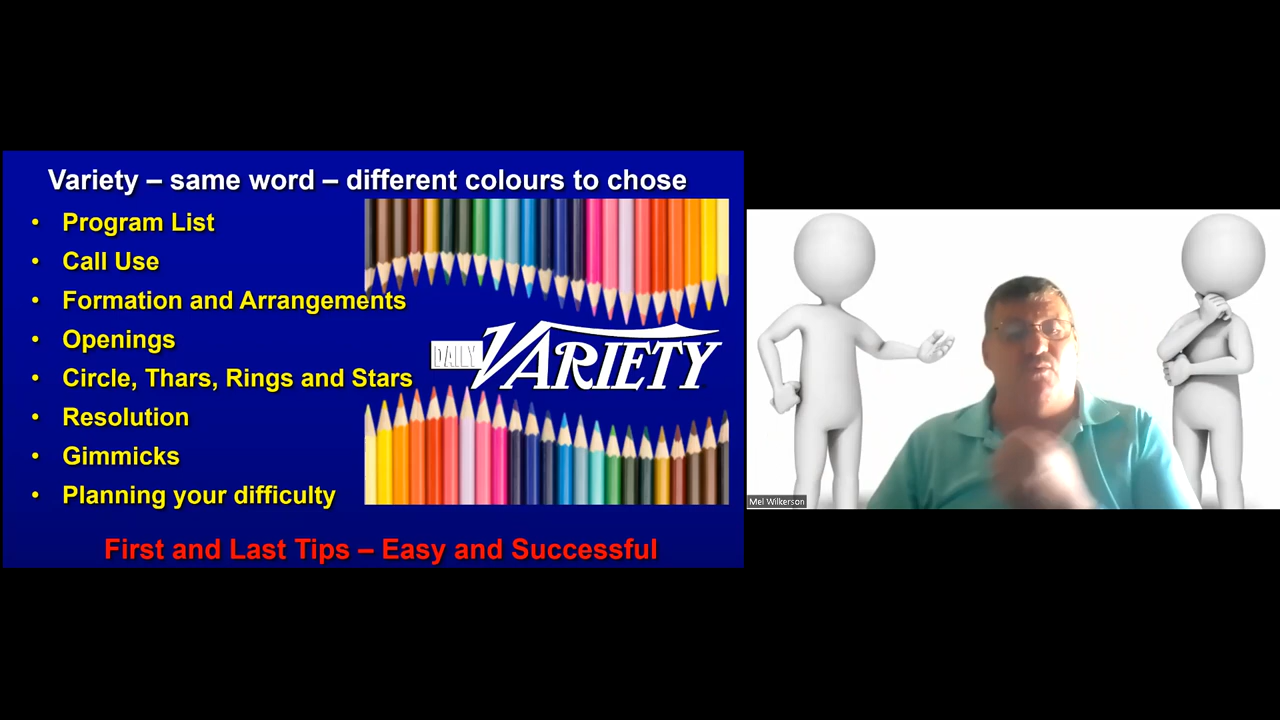 Variety – same word – different colours to chose
• Program List
• Call Use
• Formation and Arrangements
• Openings
• Circle, Thars, Rings and Stars
• Resolution
• Gimmicks
• Planning your difficulty
DAILY VARIETY
First and Last Tips – Easy and Successful
Mel Wilkerson